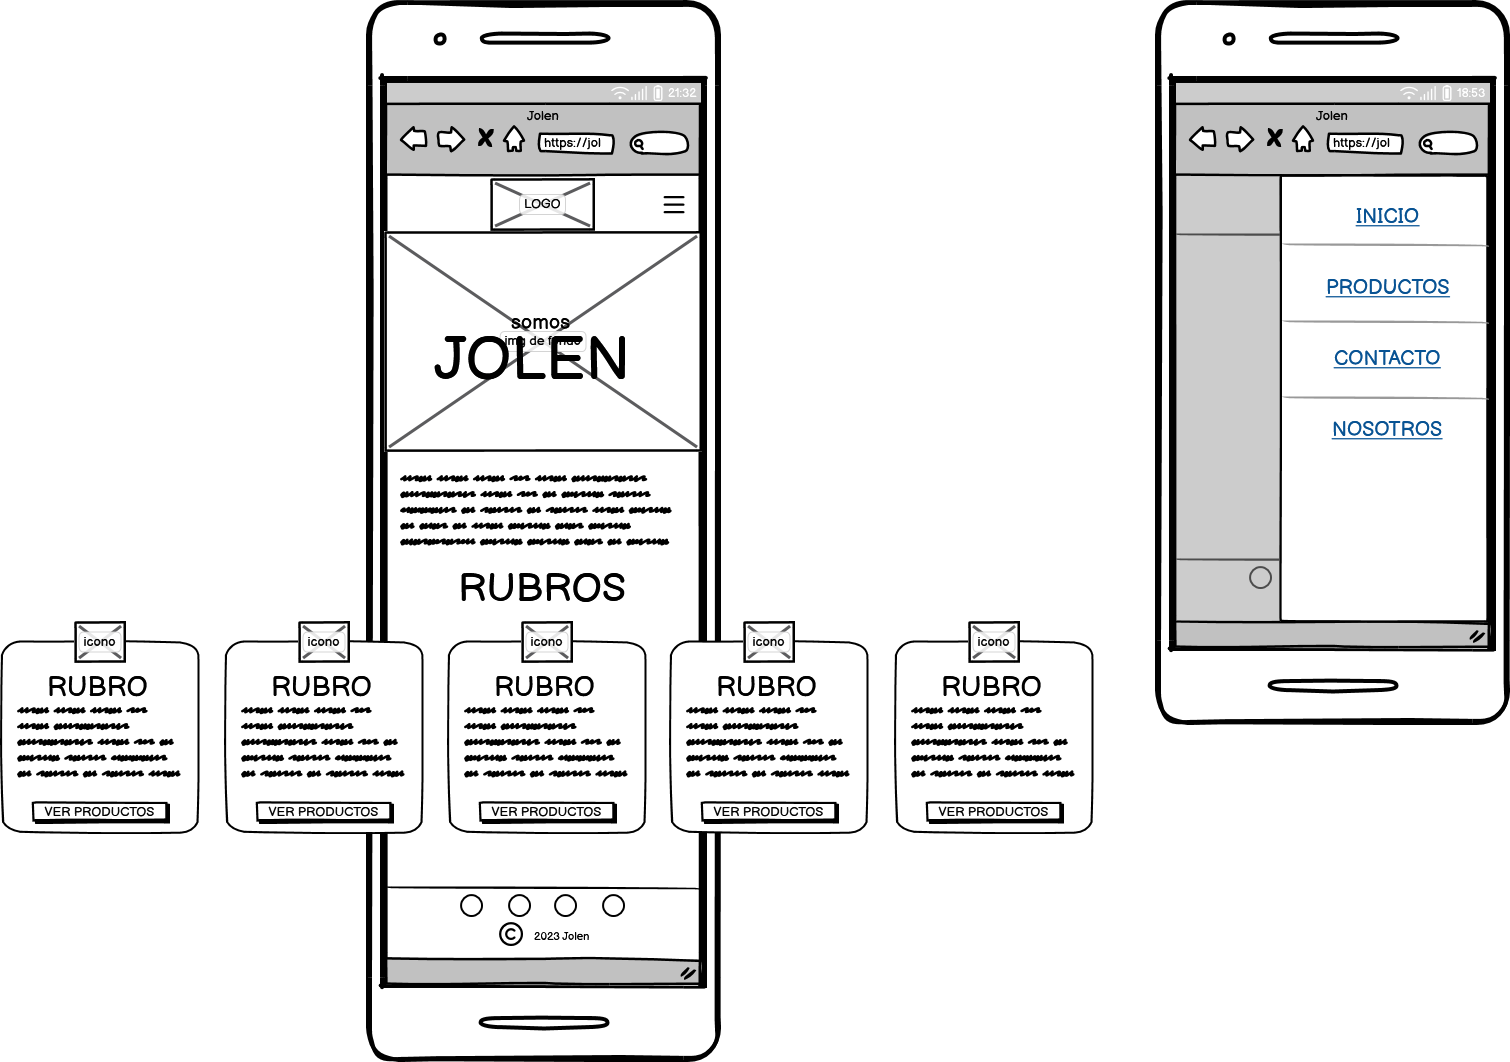 21:32
Jolen
https://jol
LOGO
somos
img de fondo
JOLEN
RUBROS
icono
RUBRO
VER PRODUCTOS
icono
RUBRO
VER PRODUCTOS
icono
RUBRO
VER PRODUCTOS
icono
RUBRO
VER PRODUCTOS
icono
RUBRO
VER PRODUCTOS
© 2023 Jolen
18:53
Jolen
https://jol
INICIO
PRODUCTOS
CONTACTO
NOSOTROS